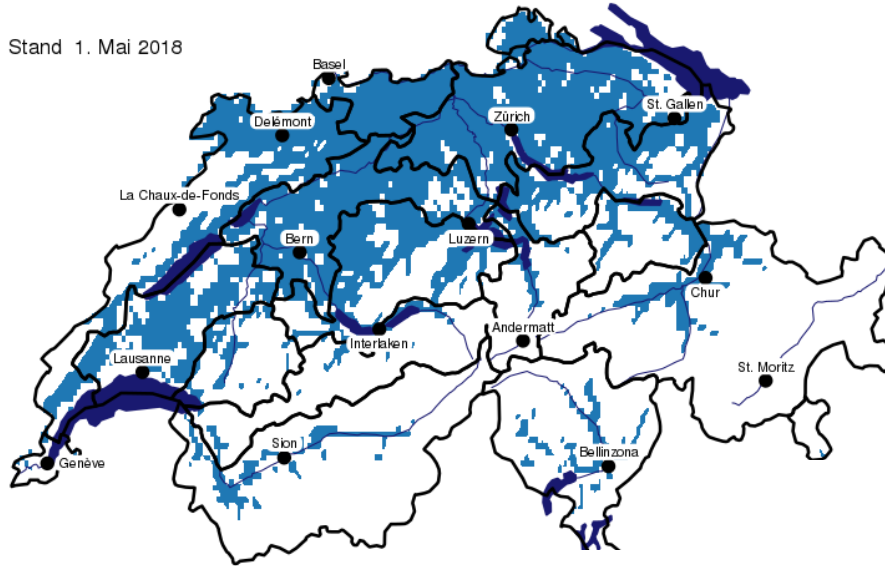 Stand 1. Mai 2018
Basel
Delémont
Zürich
St. Gallen
La Chaux-de-Fonds
Bern
Luzern
Chur
Andermatt
Interlaken
Lausanne
St. Moritz
Sion
Bellinzona
Genève